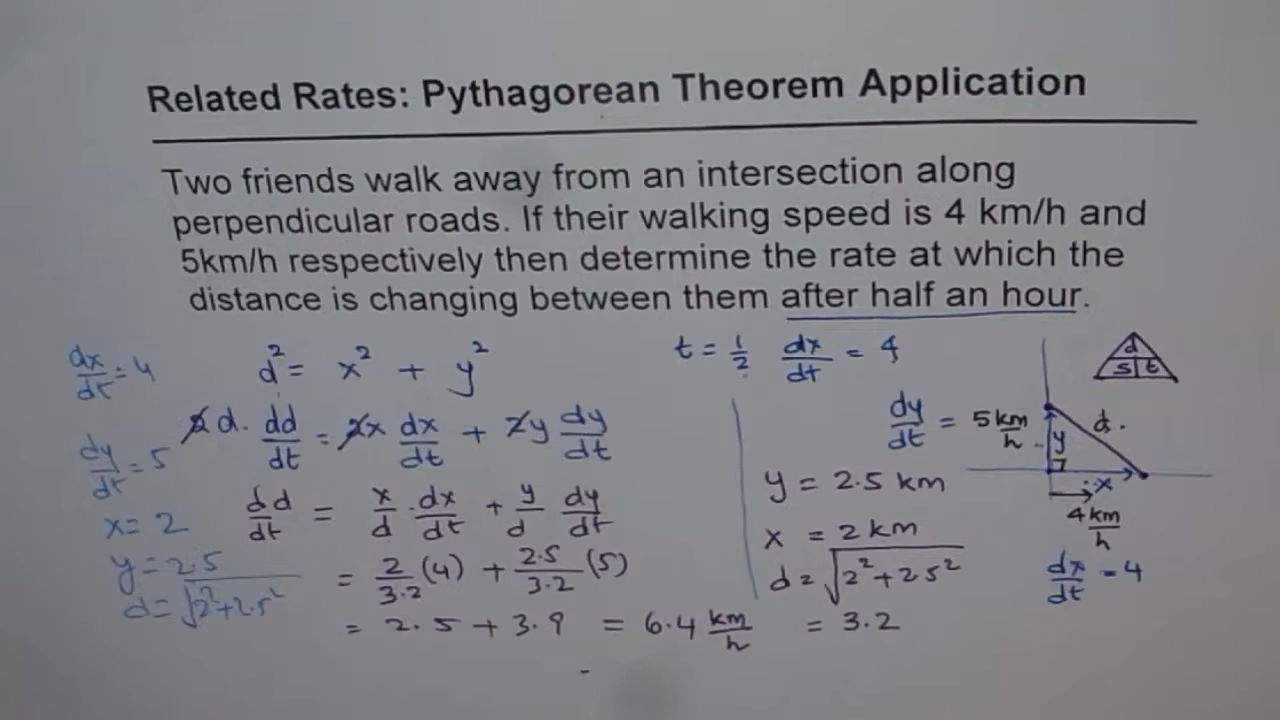 Related Rates: Pythagorean Theorem Application
Two friends walk away from an intersection along
perpendicular roads. If their walking speed is 4 km/h and
5km/h respectively then determine the rate at which the
distance is changing between them after half an hour.
dx/dt = 4
dy/dt = 5
x = 2
y = 2.5
d = √2²+2.5²
d² = x² + y²
2d. dd/dt = 2x dx/dt + 2y dy/dt
dd/dt = x/d . dx/dt + y/d dy/dt
= 2/3.2 (4) + 2.5/3.2 (5)
= 2.5 + 3.9 = 6.4 km/h
t = 1/2 dx/dt = 4
dy/dt = 5 km/h
y = 2.5 km
x = 2 km
d = √2²+25²
= 3.2
d
s t
d.
y
x
4 km/h
dx/dt = 4